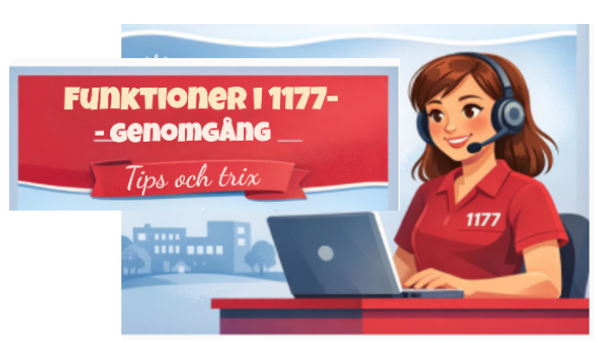 Funktioner i 1177-
- genomgång
Tips och trix
1177